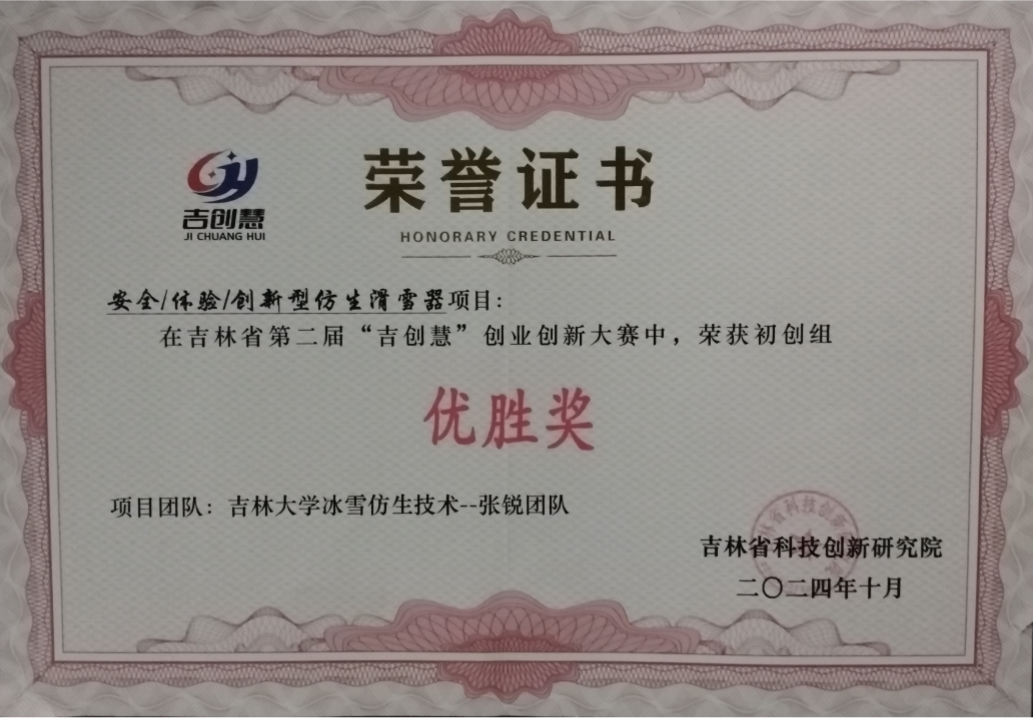 吉创慧
JI CHUANG HUI
荣誉证书
HONORARY CREDENTIAL
安全/体验/创新型仿生滑雪器项目:
在吉林省第二届“吉创慧”创业创新大赛中，荣获初创组
优胜奖
项目团队：吉林大学冰雪仿生技术--张锐团队
吉林省科技创新研究院
二〇二四年十月